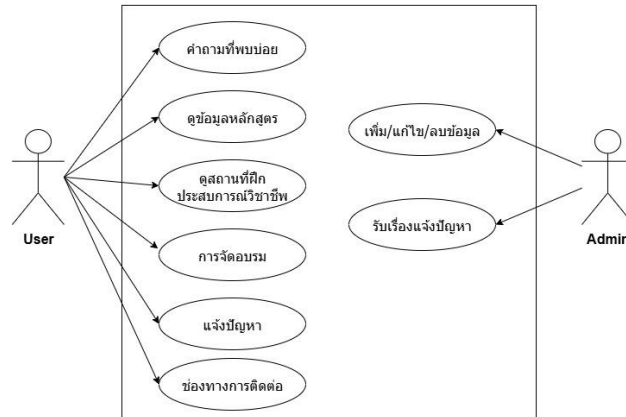 คำถามที่พบบ่อย
ดูข้อมูลหลักสูตร
เพิ่ม/แก้ไข/ลบข้อมูล
ดูสถานที่ฝึก
ประสบการณ์วิชาชีพ
User
รับเรื่องแจ้งปัญหา
Admin
การจัดอบรม
แจ้งปัญหา
ช่องทางการติดต่อ